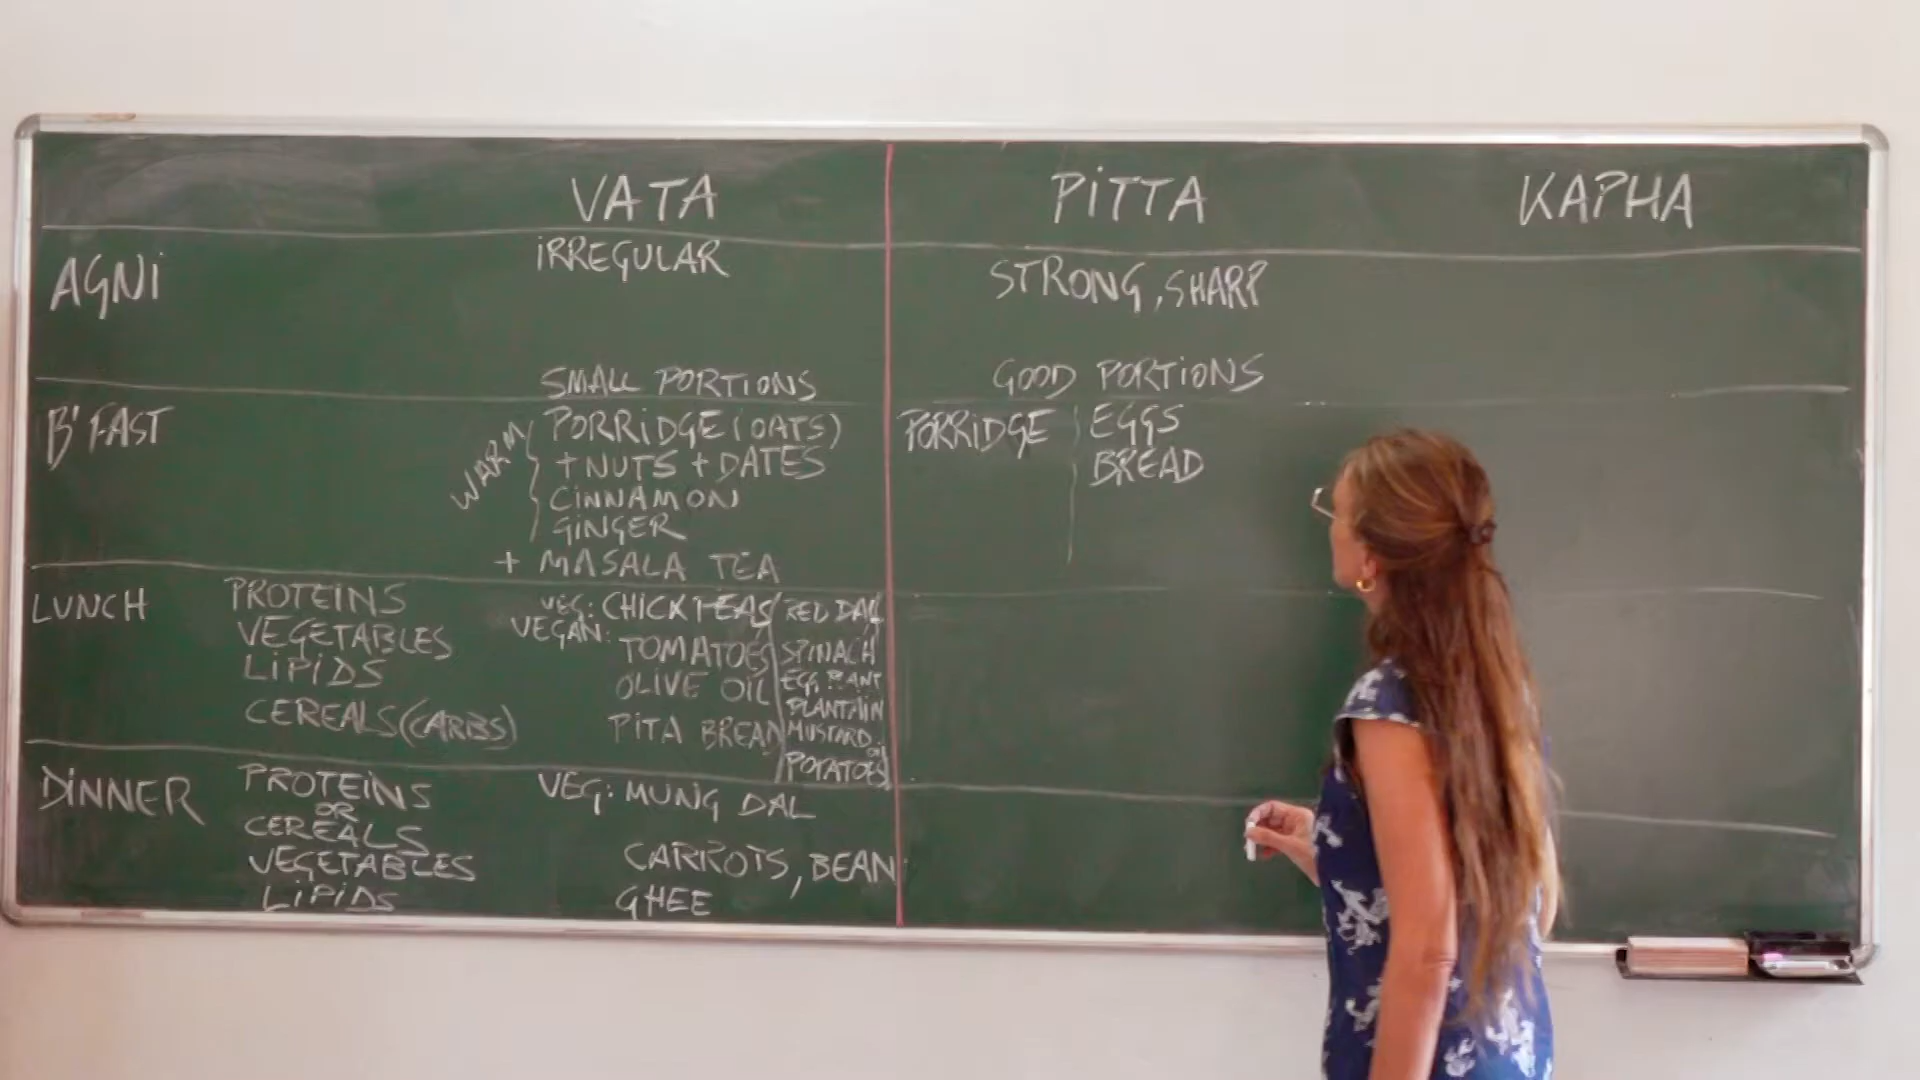 VATA PiTTA KAPHA
AGNi iRREGULAR STRONG, SHARP
SMALL PORTIONS GOOD PORTIONS
B'FAST WARM PORRiDGE (OATS) PORRiDGE EGGS
+ NUTS + DATES BREAD
CiNNAMON
GiNGER
+ MASALA TEA
LUNCH PROTEiNS VEG: CHICKPEAS / RED DAL
VEGETABLES VEGAN: TOMATOES SPINACH
LiPiDS OLIVE OIL EGGPLANT
PLANTAIN
CEREALS (CARBS) PITA BREAD MUSTARD OIL
POTATOES
DiNNER PROTEiNS VEG: MUNG DAL
OR
CEREALS
VEGETABLES CARROTS, BEAN
LiPiDS GHEE